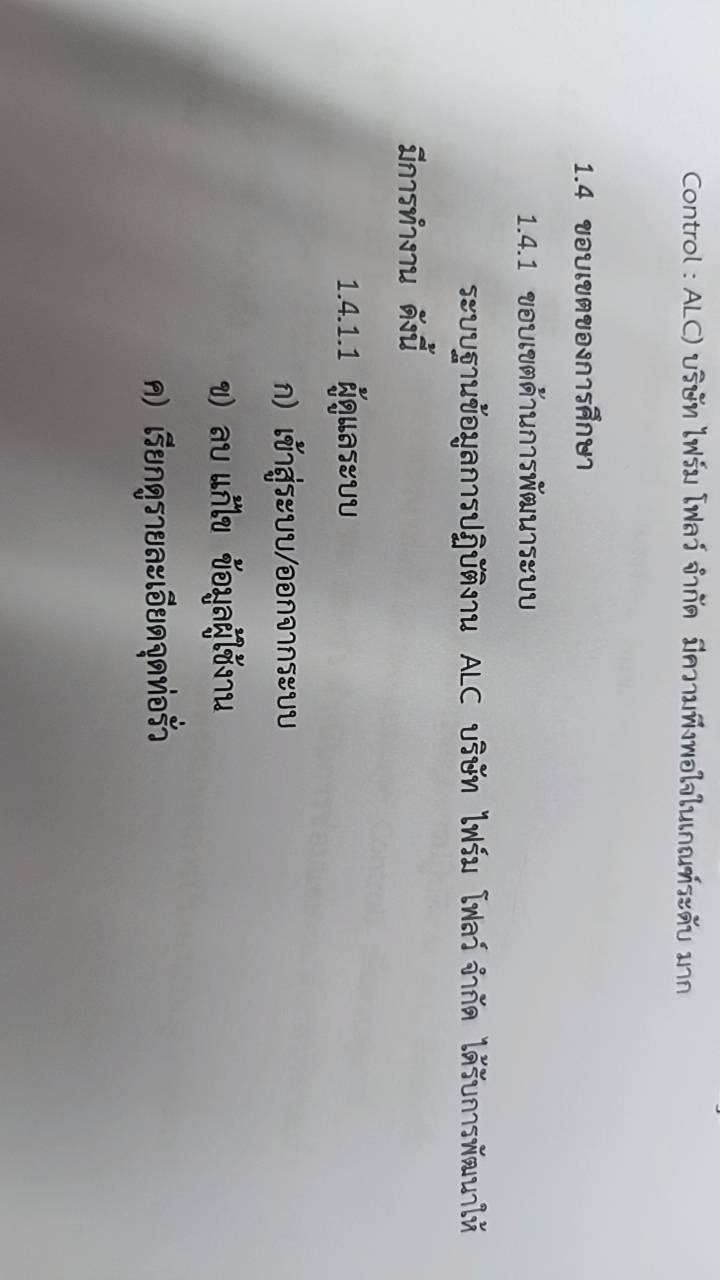 Control : ALC) บริษัท ไฟร์ม โฟลว์ จำกัด มีความพึงพอใจในเกณฑ์ระดับ มาก
1.4 ขอบเขตของการศึกษา
1.4.1 ขอบเขตด้านการพัฒนาระบบ
ระบบฐานข้อมูลการปฏิบัติงาน ALC บริษัท ไฟร์ม โฟลว์ จำกัด ได้รับการพัฒนาให้
มีการทำงาน ดังนี้
1.4.1.1 ผู้ดูแลระบบ
ก) เข้าสู่ระบบ/ออกจากระบบ
ข) ลบ แก้ไข ข้อมูลผู้ใช้งาน
ค) เรียกดูรายละเอียดจุดท่อรั่ว